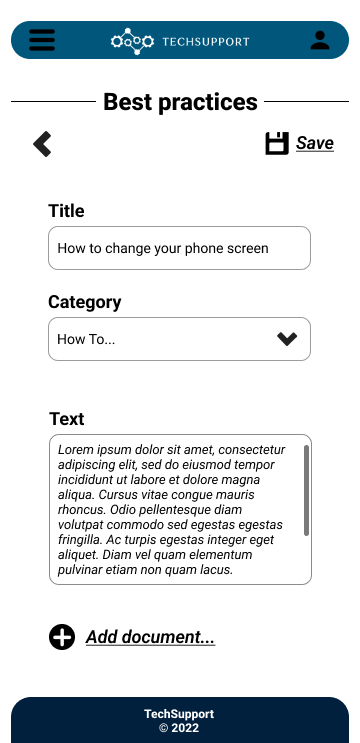 TECHSUPPORT
Best practices
Save
Title
How to change your phone screen
Category
How To...
Text
Lorem ipsum dolor sit amet, consectetur
adipiscing elit, sed do eiusmod tempor
incididunt ut labore et dolore magna
aliqua. Cursus vitae congue mauris
rhoncus. Odio pellentesque diam
volutpat commodo sed egestas egestas
fringilla. Ac turpis egestas integer eget
aliquet. Diam vel quam elementum
pulvinar etiam non quam lacus.
Add document...
TechSupport
© 2022